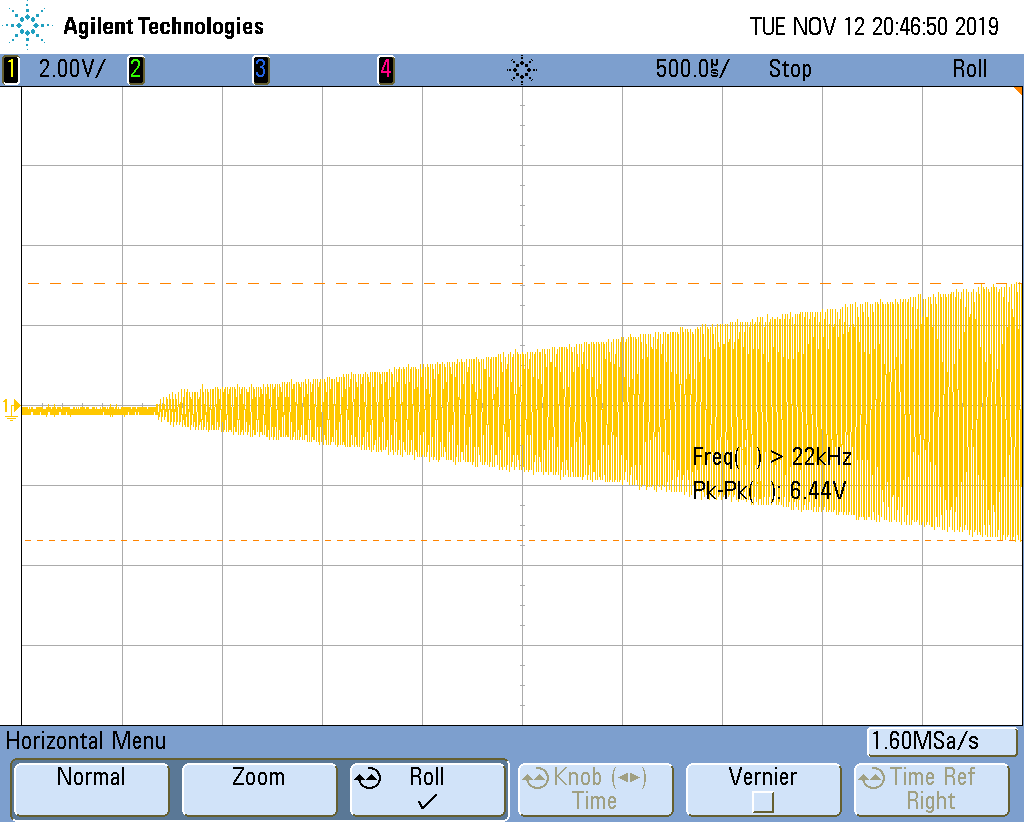 Agilent Technologies
TUE NOV 12 20:46:50 2019
1 2.00V/ 2 3 4 500.0㎲/ Stop Roll
1
Freq( ) > 22kHz
Pk-Pk( ): 6.44V
Horizontal Menu
1.60MSa/s
Normal
Zoom
Roll
Knob (◂▸)
Time
Vernier
Time Ref
Right